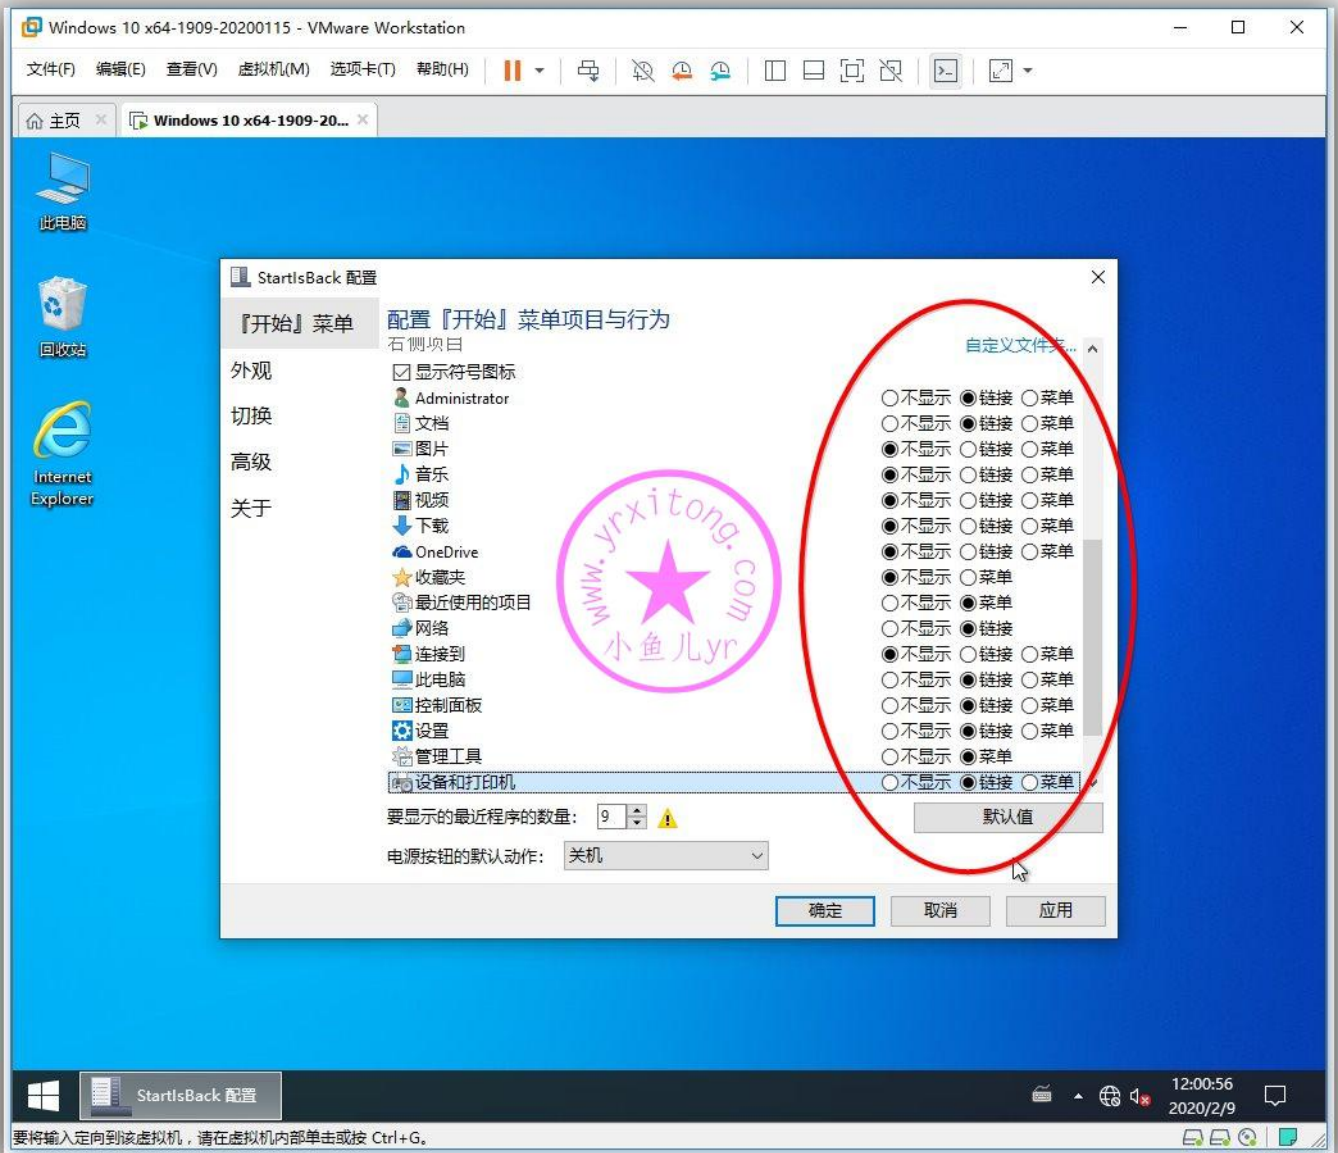 Windows 10 x64-1909-20200115 - VMware Workstation
文件(F) 编辑(E) 查看(V) 虚拟机(M) 选项卡(T) 帮助(H)
主页 Windows 10 x64-1909-20...
此电脑
回收站
Internet
Explorer
StartIsBack 配置
『开始』菜单
外观
切换
高级
关于
配置『开始』菜单项目与行为
右侧项目 自定义文件夹...
显示符号图标
Administrator 不显示 链接 菜单
文档 不显示 链接 菜单
图片 不显示 链接 菜单
音乐 不显示 链接 菜单
视频 不显示 链接 菜单
下载 不显示 链接 菜单
OneDrive 不显示 链接 菜单
收藏夹 不显示 菜单
最近使用的项目 不显示 菜单
网络 不显示 链接
连接到 不显示 链接 菜单
此电脑 不显示 链接 菜单
控制面板 不显示 链接 菜单
设置 不显示 链接 菜单
管理工具 不显示 菜单
设备和打印机 不显示 链接 菜单
www.yrxitong.com
小鱼儿yr
要显示的最近程序的数量: 9 默认值
电源按钮的默认动作: 关机
确定 取消 应用
StartIsBack 配置
12:00:56
2020/2/9
要将输入定向到该虚拟机，请在虚拟机内部单击或按 Ctrl+G。